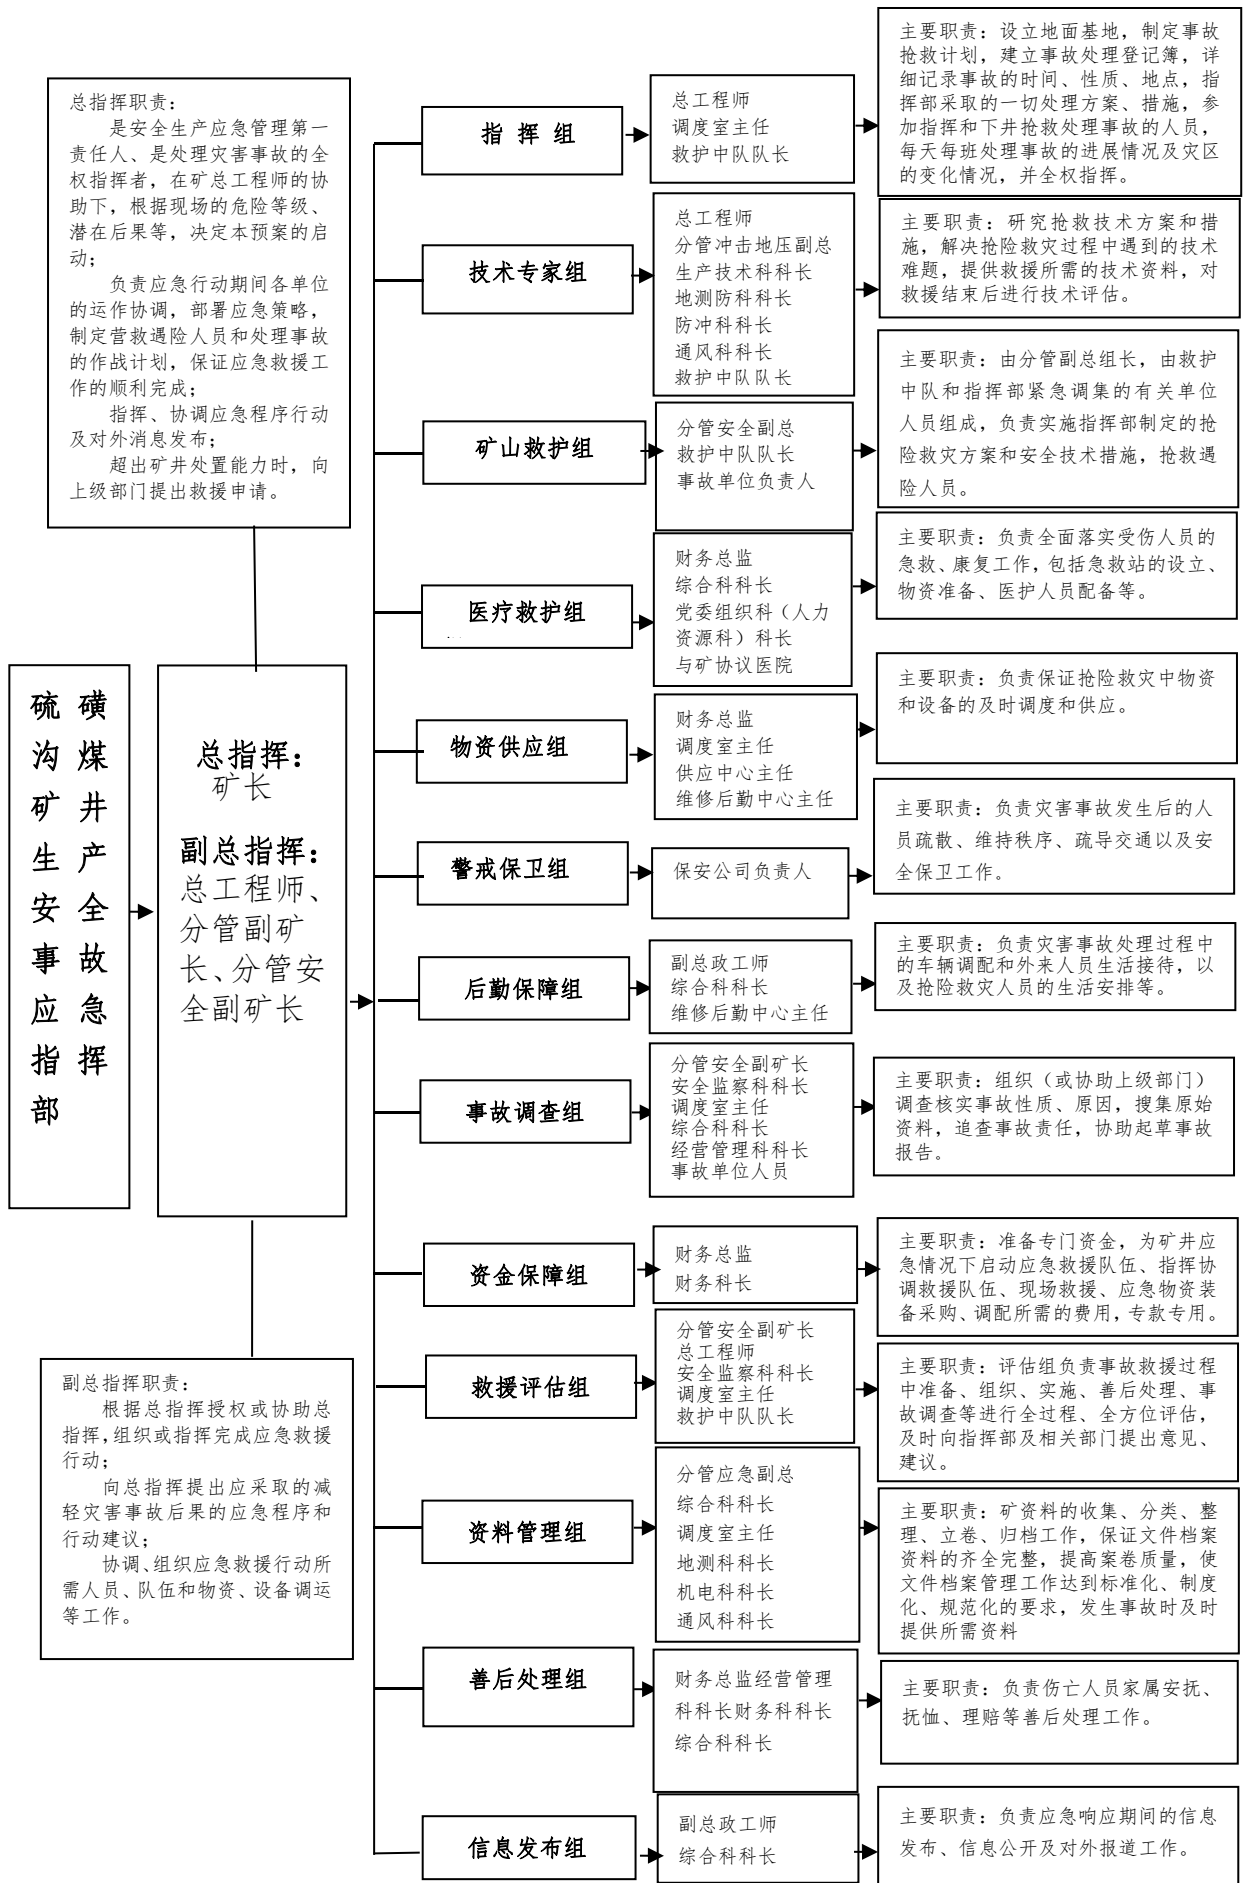 硫磺
沟煤
矿井
生产
安全
事故
应急
指挥
部
总指挥职责：
是安全生产应急管理第一
责任人、是处理灾害事故的全
权指挥者，在矿总工程师的协
助下，根据现场的危险等级、
潜在后果等，决定本预案的启
动；
负责应急行动期间各单位
的运作协调，部署应急策略，
制定营救遇险人员和处理事故
的作战计划，保证应急救援工
作的顺利完成；
指挥、协调应急程序行动
及对外消息发布；
超出矿井处置能力时，向
上级部门提出救援申请。
总指挥：
矿长
副总指挥：
总工程师、
分管副矿
长、分管安
全副矿长
副总指挥职责：
根据总指挥授权或协助总
指挥，组织或指挥完成应急救援
行动；
向总指挥提出应采取的减
轻灾害事故后果的应急程序和
行动建议；
协调、组织应急救援行动所
需人员、队伍和物资、设备调运
等工作。
指 挥 组
总工程师
调度室主任
救护中队队长
主要职责：设立地面基地，制定事故
抢救计划，建立事故处理登记簿，详
细记录事故的时间、性质、地点，指
挥部采取的一切处理方案、措施，参
加指挥和下井抢救处理事故的人员，
每天每班处理事故的进展情况及灾区
的变化情况，并全权指挥。
技术专家组
总工程师
分管冲击地压副总
生产技术科科长
地测防科科长
防冲科科长
通风科科长
救护中队队长
主要职责：研究抢救技术方案和措
施，解决抢险救灾过程中遇到的技术
难题，提供救援所需的技术资料，对
救援结束后进行技术评估。
矿山救护组
分管安全副总
救护中队队长
事故单位负责人
主要职责：由分管副总组长，由救护
中队和指挥部紧急调集的有关单位
人员组成，负责实施指挥部制定的抢
险救灾方案和安全技术措施，抢救遇
险人员。
医疗救护组
财务总监
综合科科长
党委组织科（人力
资源科）科长
与矿协议医院
主要职责：负责全面落实受伤人员的
急救、康复工作，包括急救站的设立、
物资准备、医护人员配备等。
物资供应组
财务总监
调度室主任
供应中心主任
维修后勤中心主任
主要职责：负责保证抢险救灾中物资
和设备的及时调度和供应。
警戒保卫组
保安公司负责人
主要职责：负责灾害事故发生后的人
员疏散、维持秩序、疏导交通以及安
全保卫工作。
后勤保障组
副总政工师
综合科科长
维修后勤中心主任
主要职责：负责灾害事故处理过程中
的车辆调配和外来人员生活接待，以
及抢险救灾人员的生活安排等。
事故调查组
分管安全副矿长
安全监察科科长
调度室主任
综合科科长
经营管理科科长
事故单位人员
主要职责：组织（或协助上级部门）
调查核实事故性质、原因，搜集原始
资料，追查事故责任，协助起草事故
报告。
资金保障组
财务总监
财务科长
主要职责：准备专门资金，为矿井应
急情况下启动应急救援队伍、指挥协
调救援队伍、现场救援、应急物资装
备采购、调配所需的费用，专款专用。
救援评估组
分管安全副矿长
总工程师
安全监察科科长
调度室主任
救护中队队长
主要职责：评估组负责事故救援过程
中准备、组织、实施、善后处理、事
故调查等进行全过程、全方位评估，
及时向指挥部及相关部门提出意见、
建议。
资料管理组
分管应急副总
综合科科长
调度室主任
地测科科长
机电科科长
通风科科长
主要职责：矿资料的收集、分类、整
理、立卷、归档工作，保证文件档案
资料的齐全完整，提高案卷质量，使
文件档案管理工作达到标准化、制度
化、规范化的要求，发生事故时及时
提供所需资料
善后处理组
财务总监经营管理
科科长财务科科长
综合科科长
主要职责：负责伤亡人员家属安抚、
抚恤、理赔等善后处理工作。
信息发布组
副总政工师
综合科科长
主要职责：负责应急响应期间的信息
发布、信息公开及对外报道工作。